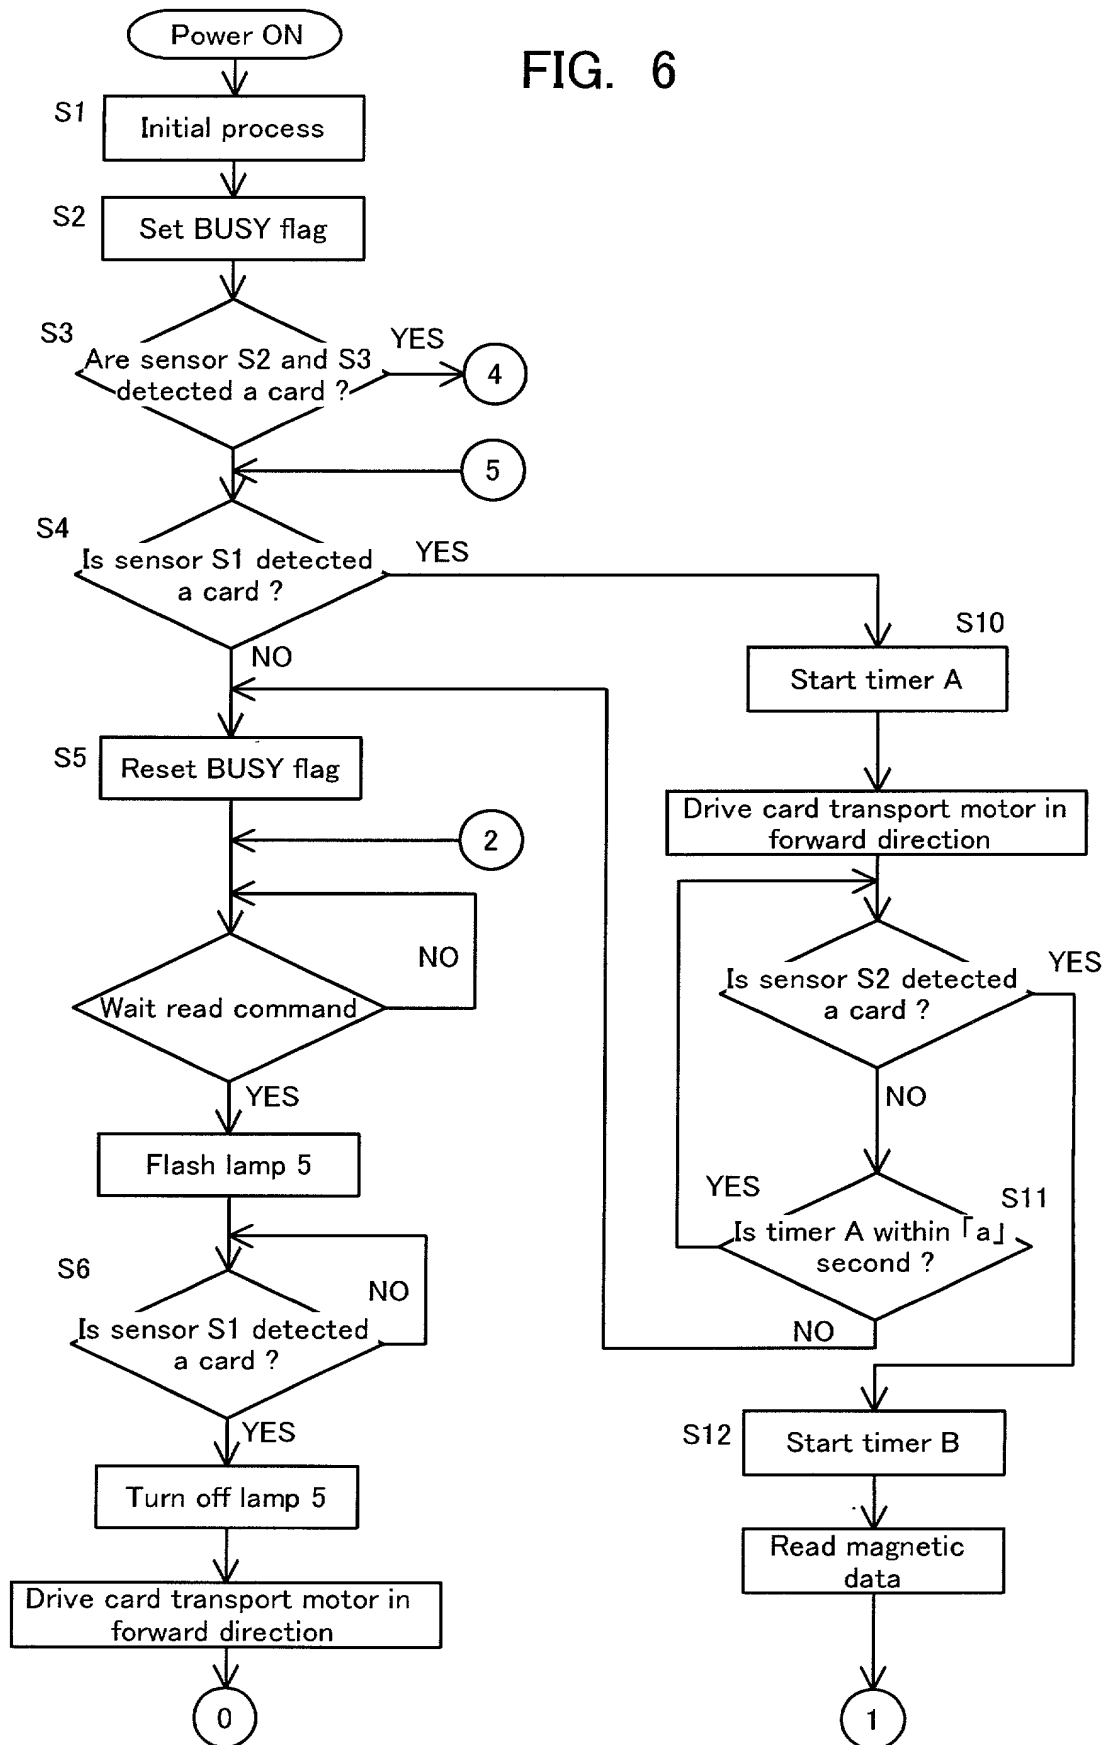 Power ON
FIG. 6
S1
Initial process
S2
Set BUSY flag
S3
Are sensor S2 and S3
detected a card ?
YES
4
5
S4
Is sensor S1 detected
a card ?
YES
NO
S10
Start timer A
S5
Reset BUSY flag
Drive card transport motor in
forward direction
2
Is sensor S2 detected
a card ?
YES
NO
Wait read command
NO
YES
Flash lamp 5
YES
S11
Is timer A within 「a」
second ?
NO
S6
Is sensor S1 detected
a card ?
NO
YES
S12
Start timer B
Turn off lamp 5
Read magnetic
data
Drive card transport motor in
forward direction
0
1